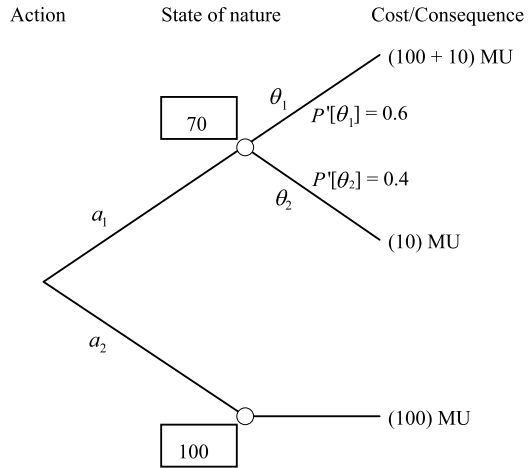 Action State of nature Cost/Consequence
(100 + 10) MU
θ₁
70
P'[θ₁] = 0.6
P'[θ₂] = 0.4
θ₂
a₁
(10) MU
a₂
(100) MU
100